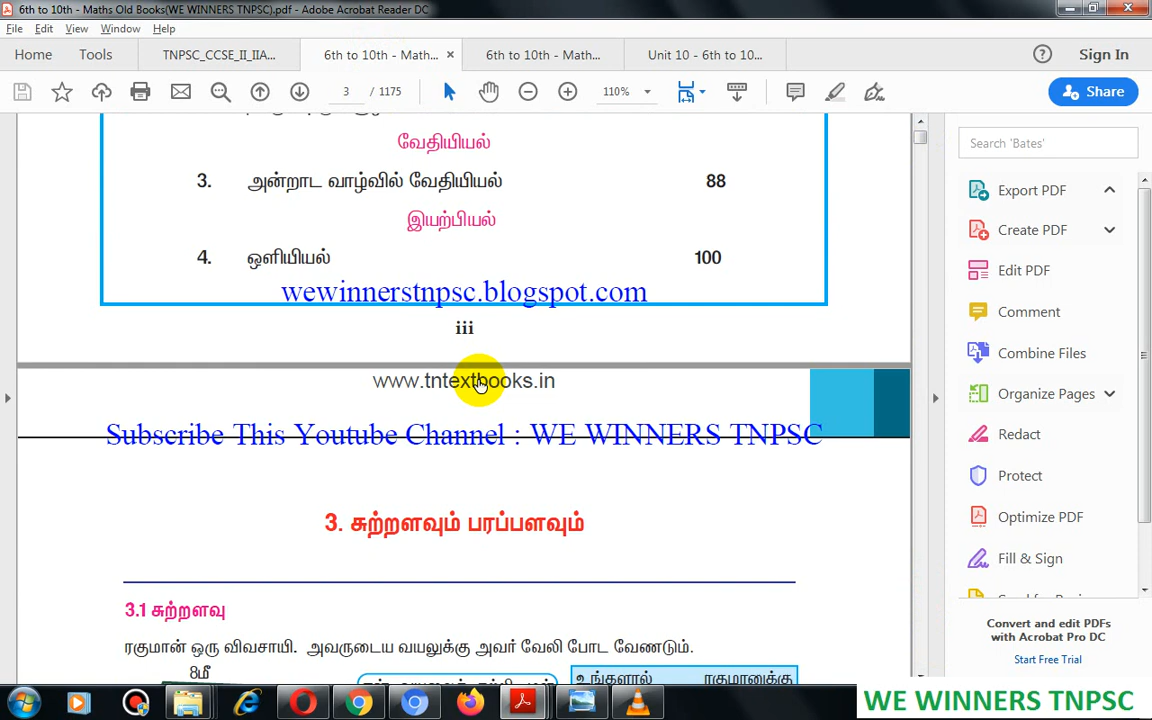 6th to 10th - Maths Old Books(WE WINNERS TNPSC).pdf - Adobe Acrobat Reader DC
File Edit View Window Help
Home Tools TNPSC_CCSE_II_IIA... 6th to 10th - Math... × 6th to 10th - Math... Unit 10 - 6th to 10... Sign In
3 / 1175 110% Share
வேதியியல்
3. அன்றாட வாழ்வில் வேதியியல் 88
இயற்பியல்
4. ஒளியியல் 100
wewinnerstnpsc.blogspot.com
iii
www.tntextbooks.in
Subscribe This Youtube Channel : WE WINNERS TNPSC
3. சுற்றளவும் பரப்பளவும்
3.1 சுற்றளவு
ரகுமான் ஒரு விவசாயி. அவருடைய வயலுக்கு அவர் வேலி போட வேணடும்.
8மீ
உங்களால் ரகுமானுக்கு
Search 'Bates'
Export PDF
Create PDF
Edit PDF
Comment
Combine Files
Organize Pages
Redact
Protect
Optimize PDF
Fill & Sign
Convert and edit PDFs
with Acrobat Pro DC
Start Free Trial
WE WINNERS TNPSC